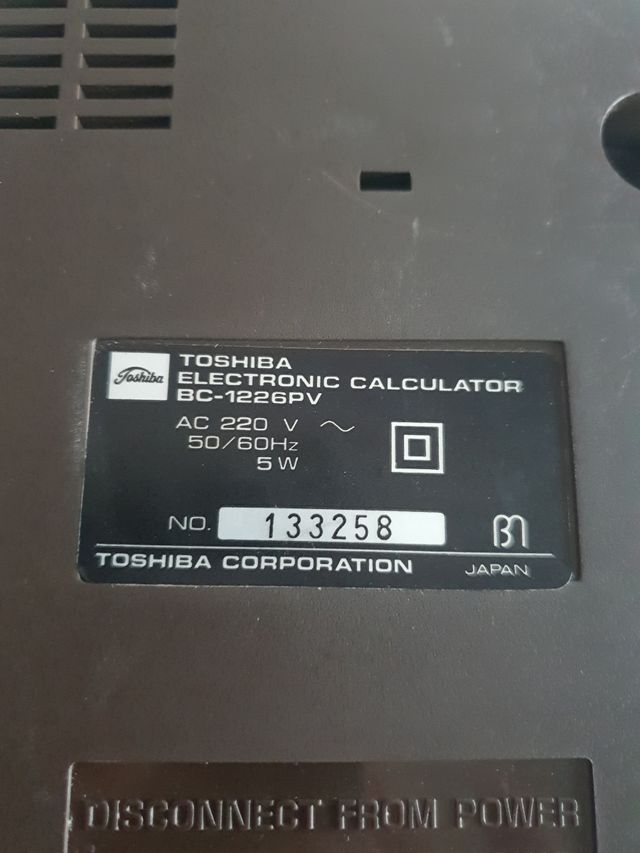 Toshiba
TOSHIBA
ELECTRONIC CALCULATOR
BC-1226PV
AC 220 V ~
50/60Hz
5 W
NO. 133258
TOSHIBA CORPORATION JAPAN
DISCONNECT FROM POWER